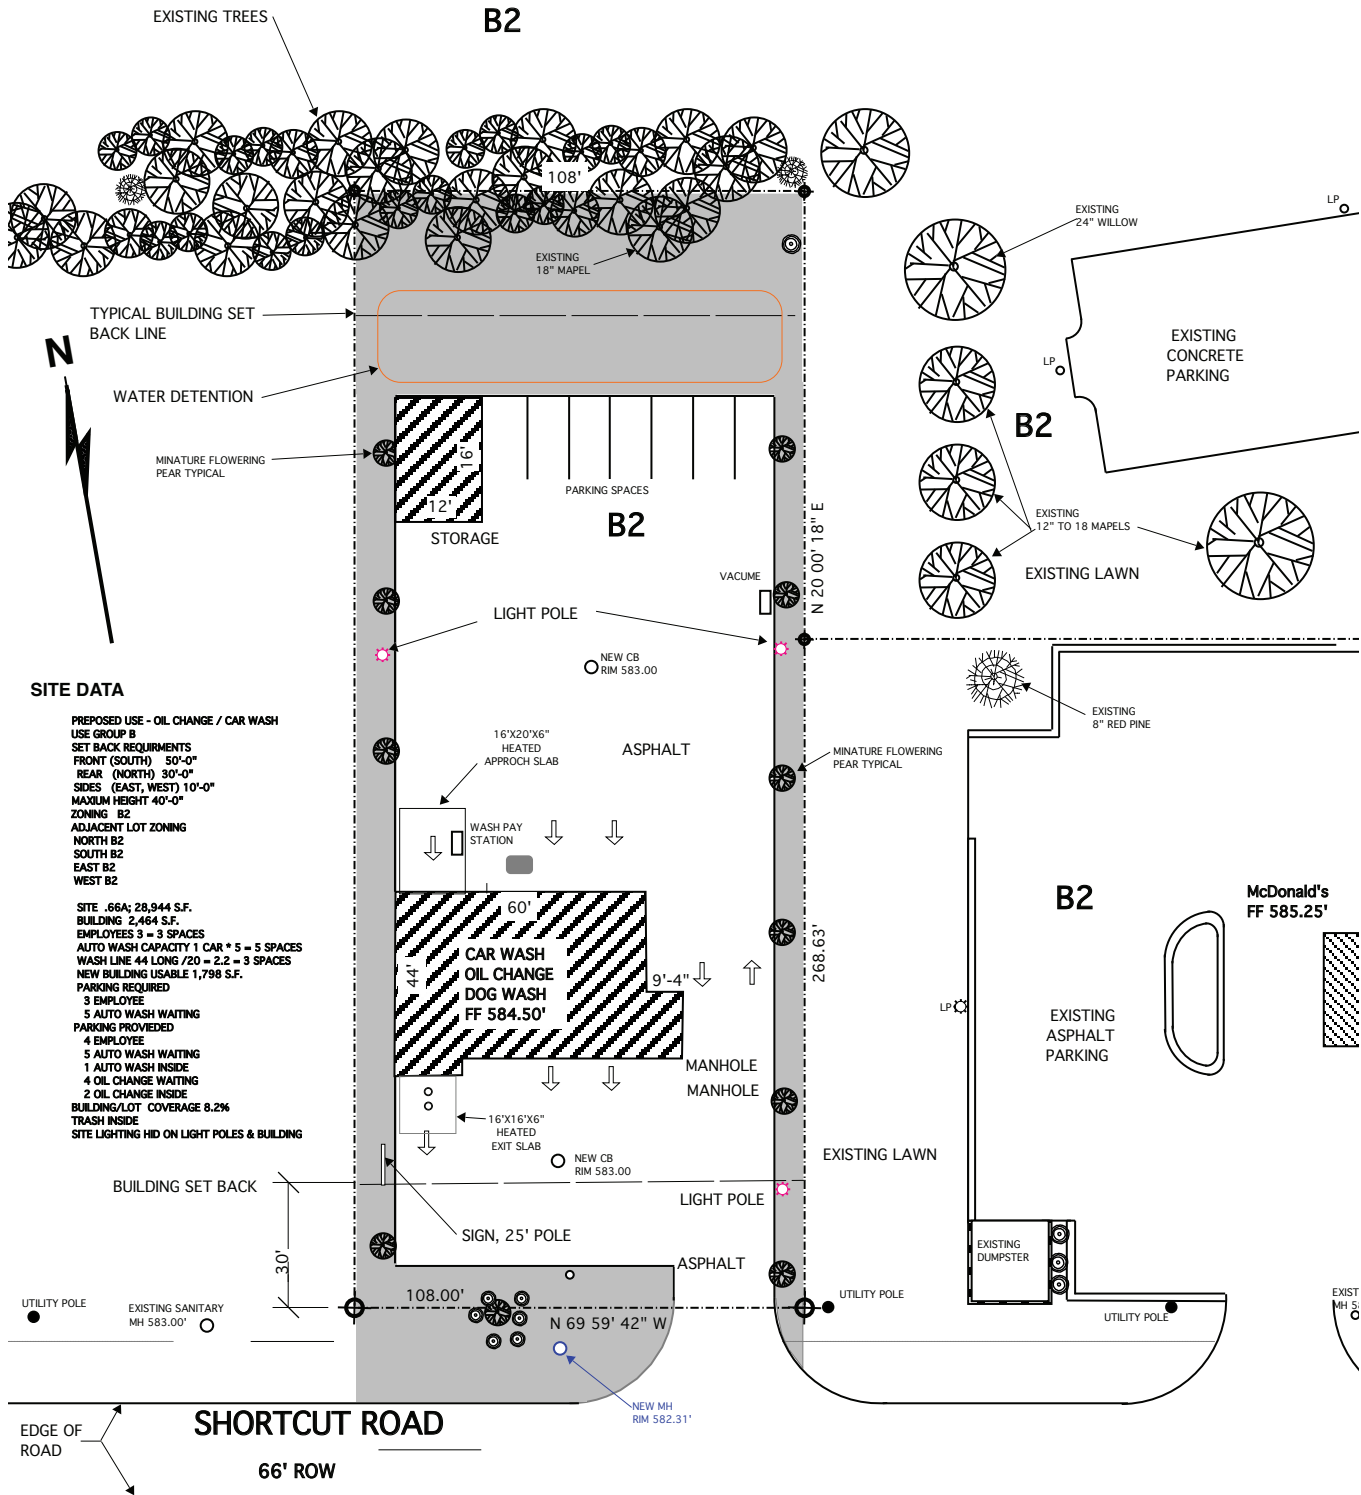 EXISTING TREES
B2
108'
EXISTING
24" WILLOW
LP
EXISTING
18" MAPEL
TYPICAL BUILDING SET
BACK LINE
N
WATER DETENTION
EXISTING
CONCRETE
PARKING
LP
B2
MINATURE FLOWERING
PEAR TYPICAL
16'
12'
PARKING SPACES
STORAGE
B2
EXISTING
12" TO 18 MAPELS
N 20 00' 18" E
VACUME
EXISTING LAWN
LIGHT POLE
NEW CB
RIM 583.00
SITE DATA
PREPOSED USE - OIL CHANGE / CAR WASH
USE GROUP B
SET BACK REQUIRMENTS
FRONT (SOUTH) 50'-0"
REAR (NORTH) 30'-0"
SIDES (EAST, WEST) 10'-0"
MAXIUM HEIGHT 40'-0"
ZONING B2
ADJACENT LOT ZONING
NORTH B2
SOUTH B2
EAST B2
WEST B2
SITE .66A; 28,944 S.F.
BUILDING 2,464 S.F.
EMPLOYEES 3 = 3 SPACES
AUTO WASH CAPACITY 1 CAR * 5 = 5 SPACES
WASH LINE 44 LONG /20 = 2.2 = 3 SPACES
NEW BUILDING USABLE 1,798 S.F.
PARKING REQUIRED
3 EMPLOYEE
5 AUTO WASH WAITING
PARKING PROVIEDED
4 EMPLOYEE
5 AUTO WASH WAITING
1 AUTO WASH INSIDE
4 OIL CHANGE WAITING
2 OIL CHANGE INSIDE
BUILDING/LOT COVERAGE 8.2%
TRASH INSIDE
SITE LIGHTING HID ON LIGHT POLES & BUILDING
EXISTING
8" RED PINE
16'X20'X6"
HEATED
APPROCH SLAB
ASPHALT
MINATURE FLOWERING
PEAR TYPICAL
WASH PAY
STATION
60'
44'
CAR WASH
OIL CHANGE
DOG WASH
FF 584.50'
9'-4"
268.63'
B2
McDonald's
FF 585.25'
LP
EXISTING
ASPHALT
PARKING
MANHOLE
MANHOLE
16'X16'X6"
HEATED
EXIT SLAB
NEW CB
RIM 583.00
EXISTING LAWN
BUILDING SET BACK
LIGHT POLE
SIGN, 25' POLE
ASPHALT
30'
EXISTING
DUMPSTER
108.00'
N 69 59' 42" W
UTILITY POLE
EXISTING SANITARY
MH 583.00'
UTILITY POLE
UTILITY POLE
EXIST
MH 5
NEW MH
RIM 582.31'
SHORTCUT ROAD
EDGE OF
ROAD
66' ROW